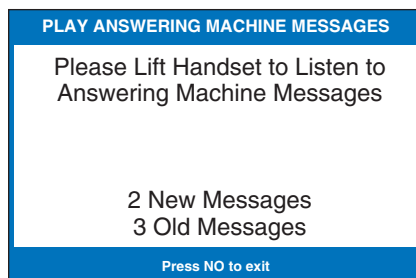 PLAY ANSWERING MACHINE MESSAGES
Please Lift Handset to Listen to
Answering Machine Messages
2 New Messages
3 Old Messages
Press NO to exit